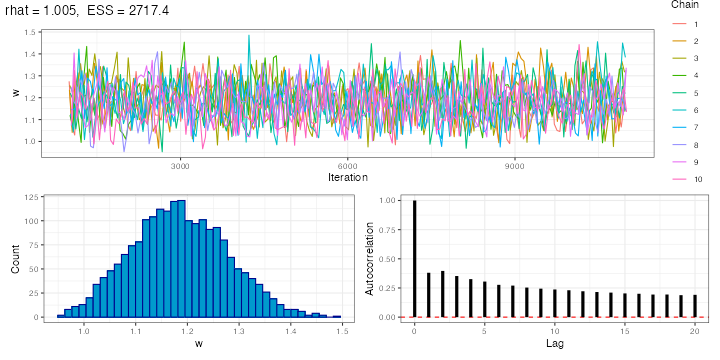 rhat = 1.005, ESS = 2717.4
Chain
1
2
3
4
5
6
7
8
9
10
1.5
1.4
1.3
1.2
1.1
1.0
w
3000 6000 9000
Iteration
125
100
75
50
25
0
Count
1.0 1.1 1.2 1.3 1.4 1.5
w
1.00
0.75
0.50
0.25
0.00
Autocorrelation
0 5 10 15 20
Lag